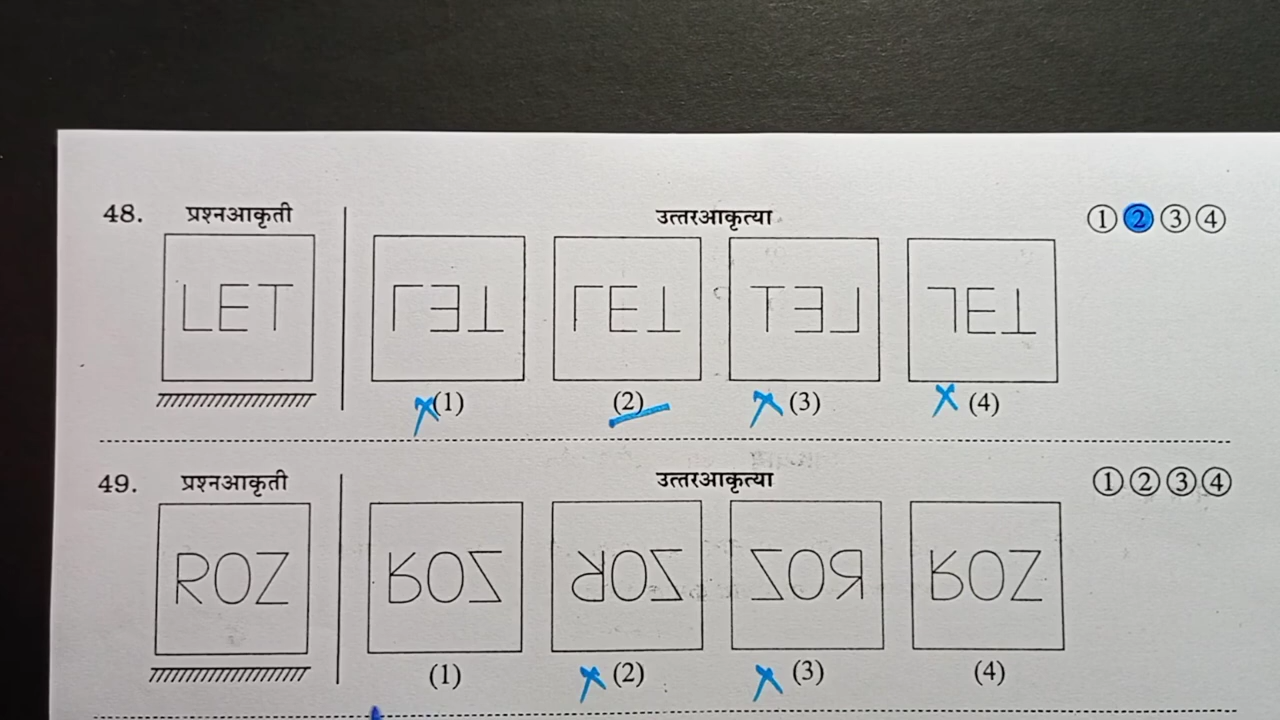 48. प्रश्नआकृती उत्तरआकृत्या 1 2 3 4
LET
(1) (2) (3) (4)
49. प्रश्नआकृती उत्तरआकृत्या 1 2 3 4
ROZ
(1) (2) (3) (4)